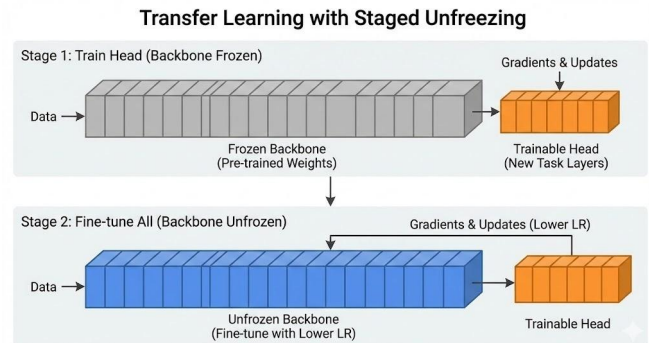 Transfer Learning with Staged Unfreezing
Stage 1: Train Head (Backbone Frozen)
Gradients & Updates
Data
Frozen Backbone
(Pre-trained Weights)
Trainable Head
(New Task Layers)
Stage 2: Fine-tune All (Backbone Unfrozen)
Gradients & Updates (Lower LR)
Data
Unfrozen Backbone
(Fine-tune with Lower LR)
Trainable Head